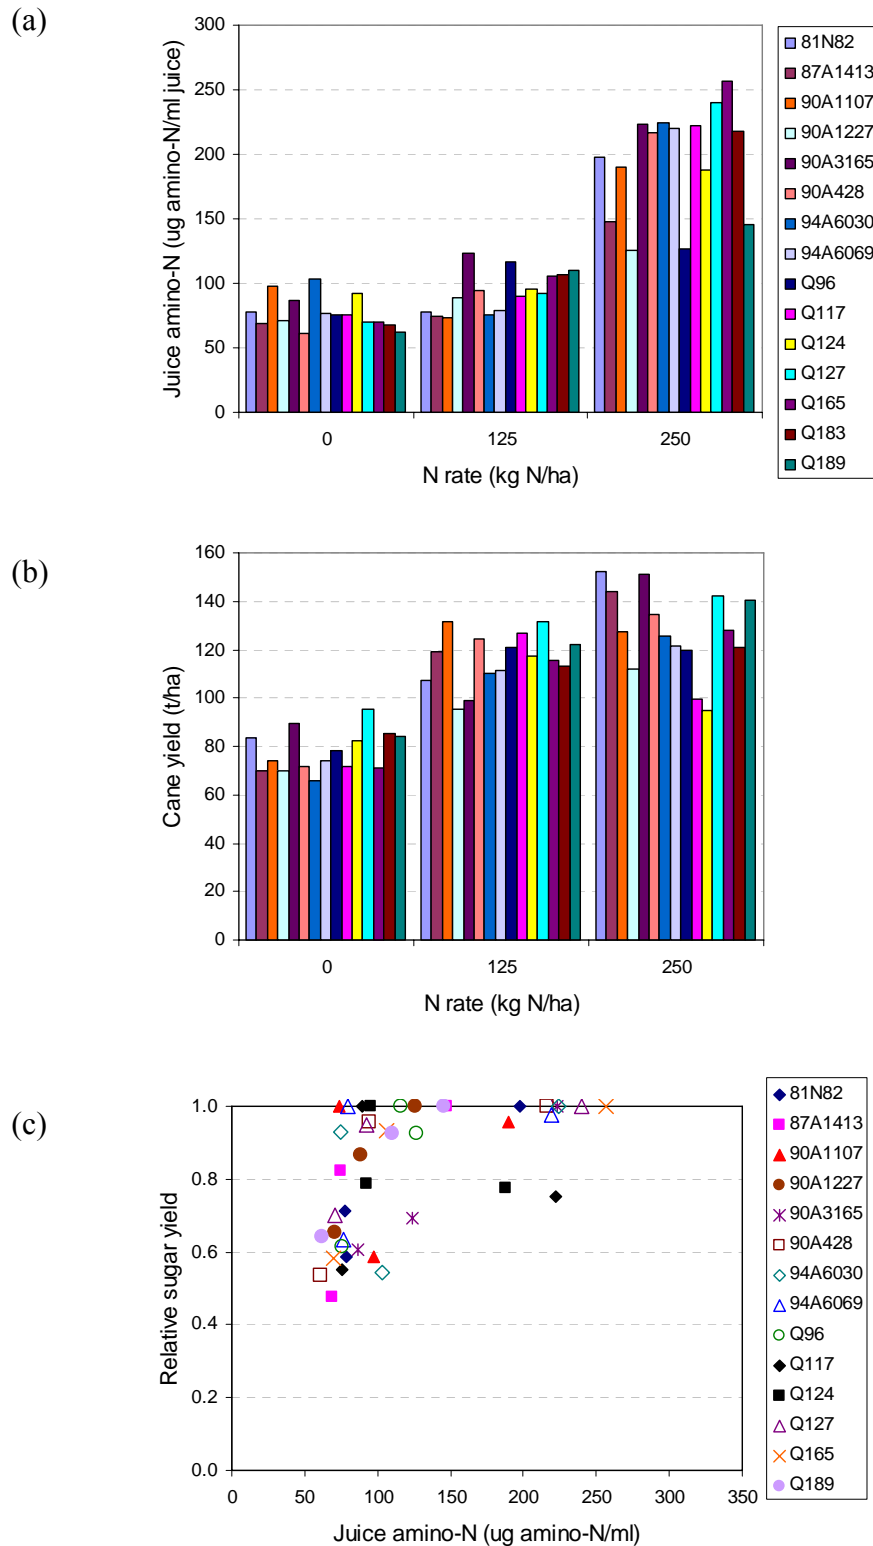 (a)
300
250
200
150
100
50
0
Juice amino-N (ug amino-N/ml juice)
0 125 250
N rate (kg N/ha)
81N82
87A1413
90A1107
90A1227
90A3165
90A428
94A6030
94A6069
Q96
Q117
Q124
Q127
Q165
Q183
Q189
(b)
160
140
120
100
80
60
40
20
0
Cane yield (t/ha)
0 125 250
N rate (kg N/ha)
(c)
1.0
0.8
0.6
0.4
0.2
0.0
Relative sugar yield
0 50 100 150 200 250 300 350
Juice amino-N (ug amino-N/ml)
81N82
87A1413
90A1107
90A1227
90A3165
90A428
94A6030
94A6069
Q96
Q117
Q124
Q127
Q165
Q189